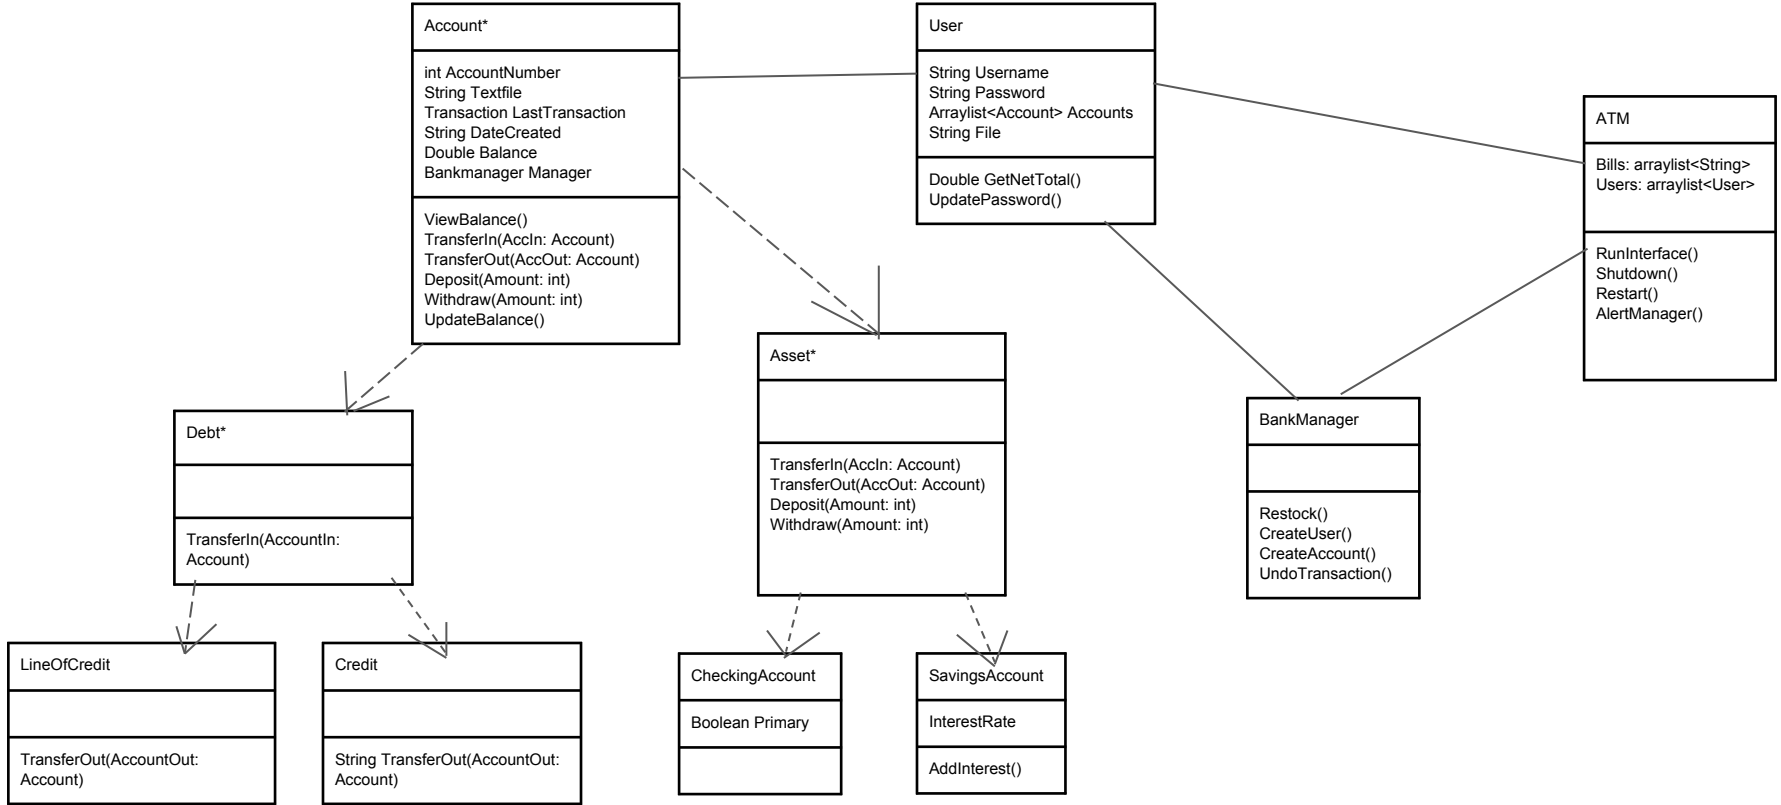 Account*
int AccountNumber
String Textfile
Transaction LastTransaction
String DateCreated
Double Balance
Bankmanager Manager
ViewBalance()
TransferIn(AccIn: Account)
TransferOut(AccOut: Account)
Deposit(Amount: int)
Withdraw(Amount: int)
UpdateBalance()
User
String Username
String Password
Arraylist<Account> Accounts
String File
Double GetNetTotal()
UpdatePassword()
ATM
Bills: arraylist<String>
Users: arraylist<User>
RunInterface()
Shutdown()
Restart()
AlertManager()
Debt*
TransferIn(AccountIn:
Account)
Asset*
TransferIn(AccIn: Account)
TransferOut(AccOut: Account)
Deposit(Amount: int)
Withdraw(Amount: int)
BankManager
Restock()
CreateUser()
CreateAccount()
UndoTransaction()
LineOfCredit
TransferOut(AccountOut:
Account)
Credit
String TransferOut(AccountOut:
Account)
CheckingAccount
Boolean Primary
SavingsAccount
InterestRate
AddInterest()